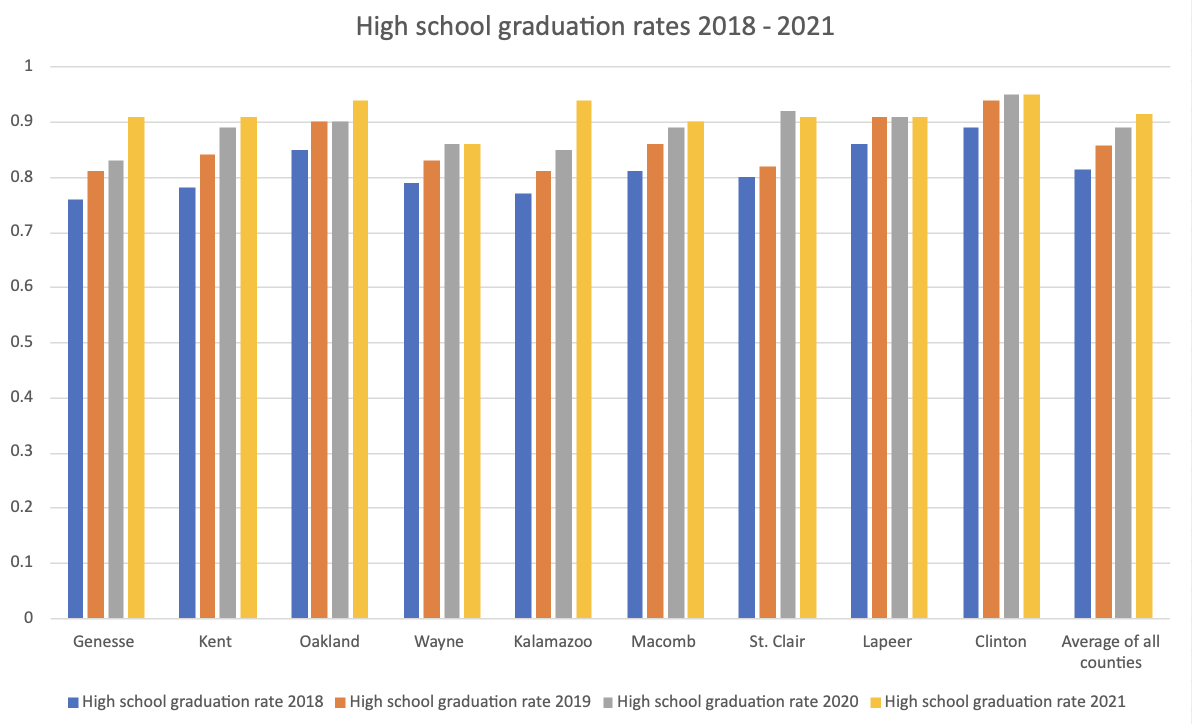 High school graduation rates 2018 - 2021
1
0.9
0.8
0.7
0.6
0.5
0.4
0.3
0.2
0.1
0
Genesse Kent Oakland Wayne Kalamazoo Macomb St. Clair Lapeer Clinton Average of all
counties
High school graduation rate 2018 High school graduation rate 2019 High school graduation rate 2020 High school graduation rate 2021